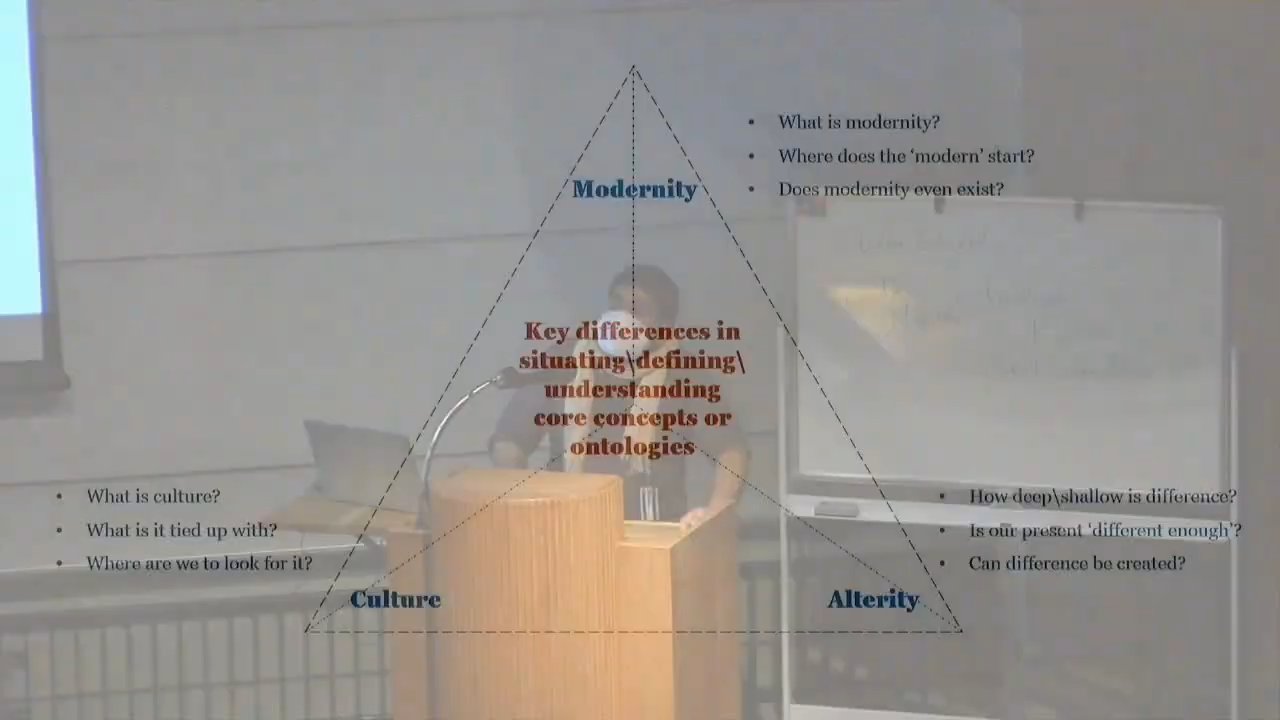 • What is modernity?
• Where does the ‘modern’ start?
• Does modernity even exist?
Modernity
Key differences in
situating\defining\
understanding
core concepts or
ontologies
• What is culture?
• What is it tied up with?
• Where are we to look for it?
Culture
• How deep\shallow is difference?
• Is our present ‘different enough’?
• Can difference be created?
Alterity